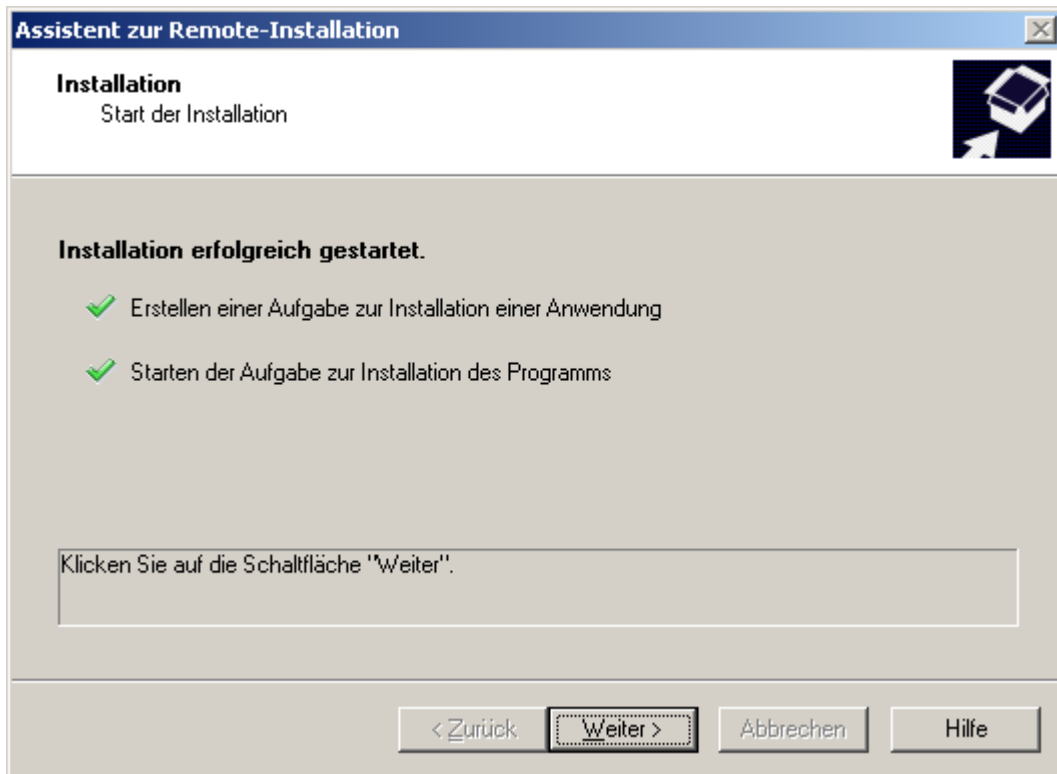 Assistent zur Remote-Installation
Installation
Start der Installation
Installation erfolgreich gestartet.
Erstellen einer Aufgabe zur Installation einer Anwendung
Starten der Aufgabe zur Installation des Programms
Klicken Sie auf die Schaltfläche "Weiter".
< Zurück Weiter > Abbrechen Hilfe